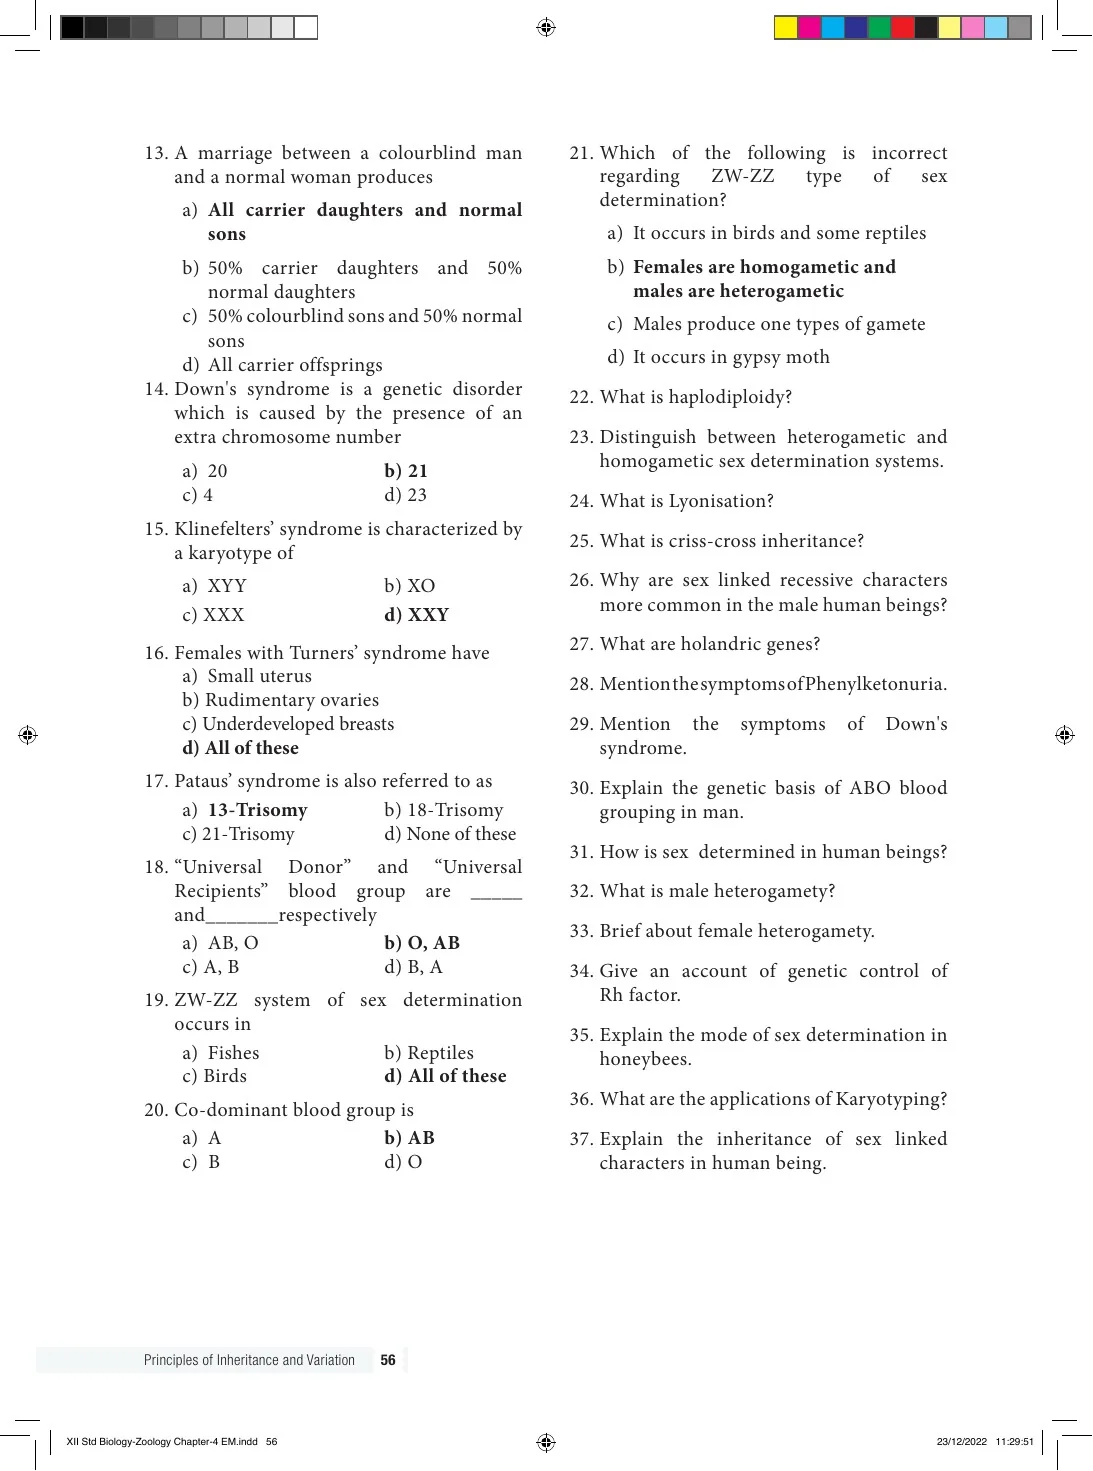 13. A marriage between a colourblind man
and a normal woman produces
a) All carrier daughters and normal
sons
b) 50% carrier daughters and 50%
normal daughters
c) 50% colourblind sons and 50% normal
sons
d) All carrier offsprings
14. Down's syndrome is a genetic disorder
which is caused by the presence of an
extra chromosome number
a) 20 b) 21
c) 4 d) 23
15. Klinefelters’ syndrome is characterized by
a karyotype of
a) XYY b) XO
c) XXX d) XXY
16. Females with Turners’ syndrome have
a) Small uterus
b) Rudimentary ovaries
c) Underdeveloped breasts
d) All of these
17. Pataus’ syndrome is also referred to as
a) 13-Trisomy b) 18-Trisomy
c) 21-Trisomy d) None of these
18. “Universal Donor” and “Universal
Recipients” blood group are _____
and_______respectively
a) AB, O b) O, AB
c) A, B d) B, A
19. ZW-ZZ system of sex determination
occurs in
a) Fishes b) Reptiles
c) Birds d) All of these
20. Co-dominant blood group is
a) A b) AB
c) B d) O
21. Which of the following is incorrect
regarding ZW-ZZ type of sex
determination?
a) It occurs in birds and some reptiles
b) Females are homogametic and
males are heterogametic
c) Males produce one types of gamete
d) It occurs in gypsy moth
22. What is haplodiploidy?
23. Distinguish between heterogametic and
homogametic sex determination systems.
24. What is Lyonisation?
25. What is criss-cross inheritance?
26. Why are sex linked recessive characters
more common in the male human beings?
27. What are holandric genes?
28. Mention the symptoms of Phenylketonuria.
29. Mention the symptoms of Down's
syndrome.
30. Explain the genetic basis of ABO blood
grouping in man.
31. How is sex determined in human beings?
32. What is male heterogamety?
33. Brief about female heterogamety.
34. Give an account of genetic control of
Rh factor.
35. Explain the mode of sex determination in
honeybees.
36. What are the applications of Karyotyping?
37. Explain the inheritance of sex linked
characters in human being.
Principles of Inheritance and Variation 56
XII Std Biology-Zoology Chapter-4 EM.indd 56 23/12/2022 11:29:51